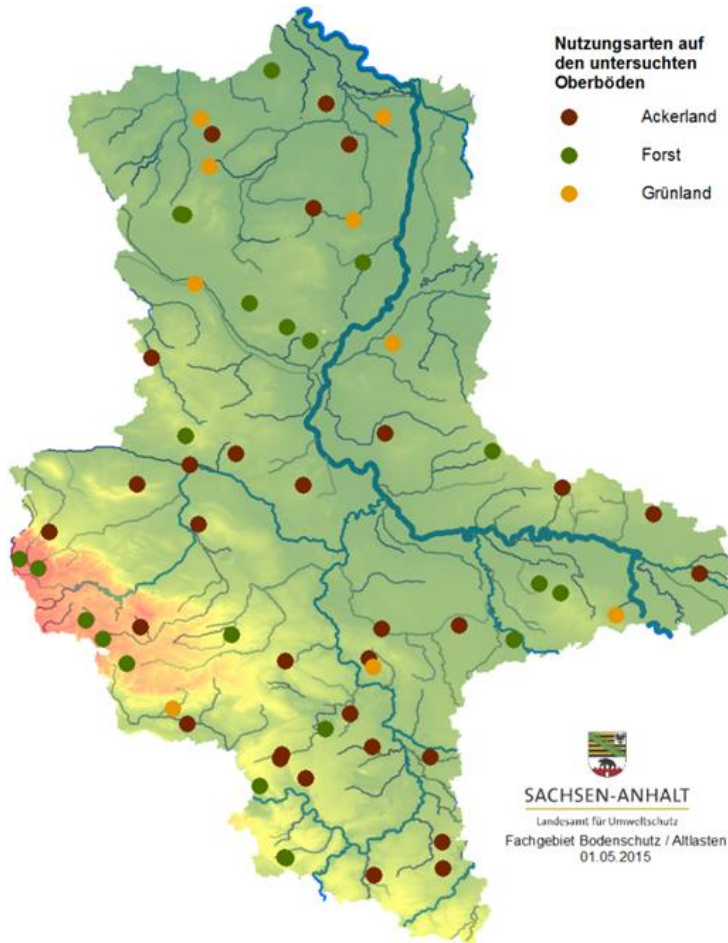 Nutzungsarten auf
den untersuchten
Oberböden
Ackerland
Forst
Grünland
SACHSEN-ANHALT
Landesamt für Umweltschutz
Fachgebiet Bodenschutz / Altlasten
01.05.2015